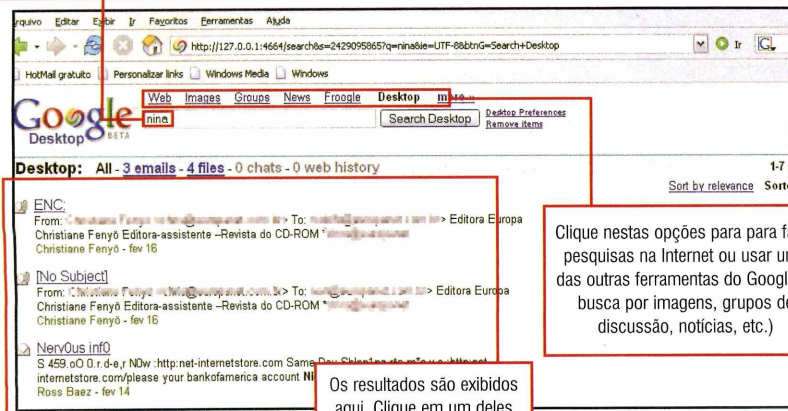 rquivo Editar Exibir Ir Favoritos Ferramentas Ajuda
http://127.0.0.1:4664/search&s=2429095865?q=nina&ie=UTF-8&btnG=Search+Desktop Ir
HotMail gratuito Personalizar links Windows Media Windows
Google Desktop BETA
Web Images Groups News Froogle Desktop more »
nina Search Desktop Desktop Preferences
Remove items
Desktop: All - 3 emails - 4 files - 0 chats - 0 web history 1-7
Sort by relevance Sorte
ENC:
From: > To: > Editora Europa
Christiane Fenyö Editora-assistente –Revista do CD-ROM *
Christiane Fenyö - fev 16
[No Subject]
From: > To: > Editora Europa
Christiane Fenyö Editora-assistente –Revista do CD-ROM *
Christiane Fenyö - fev 16
Nerv0us inf0
S 459.oO 0.r.d-e,r N0w :http:net-internetstore.com Same
internetstore.com/please your bankofamerica account Ni
Ross Baez - fev 14
Clique nestas opções para para fa
pesquisas na Internet ou usar um
das outras ferramentas do Googl
busca por imagens, grupos de
discussão, notícias, etc.)
Os resultados são exibidos
aqui. Clique em um deles